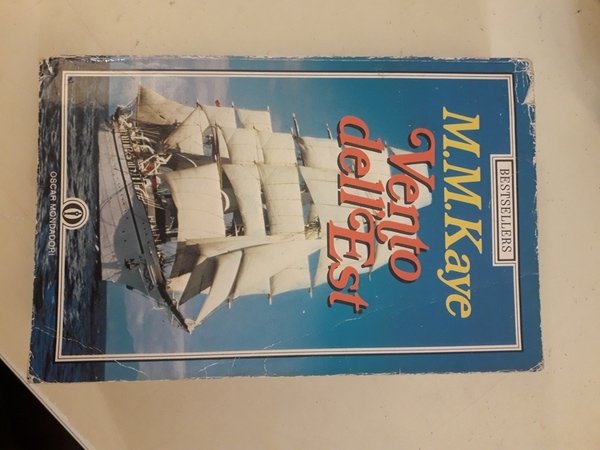 BESTSELLERS
M.M.Kaye
Vento
dell'Est
OSCAR MONDADORI